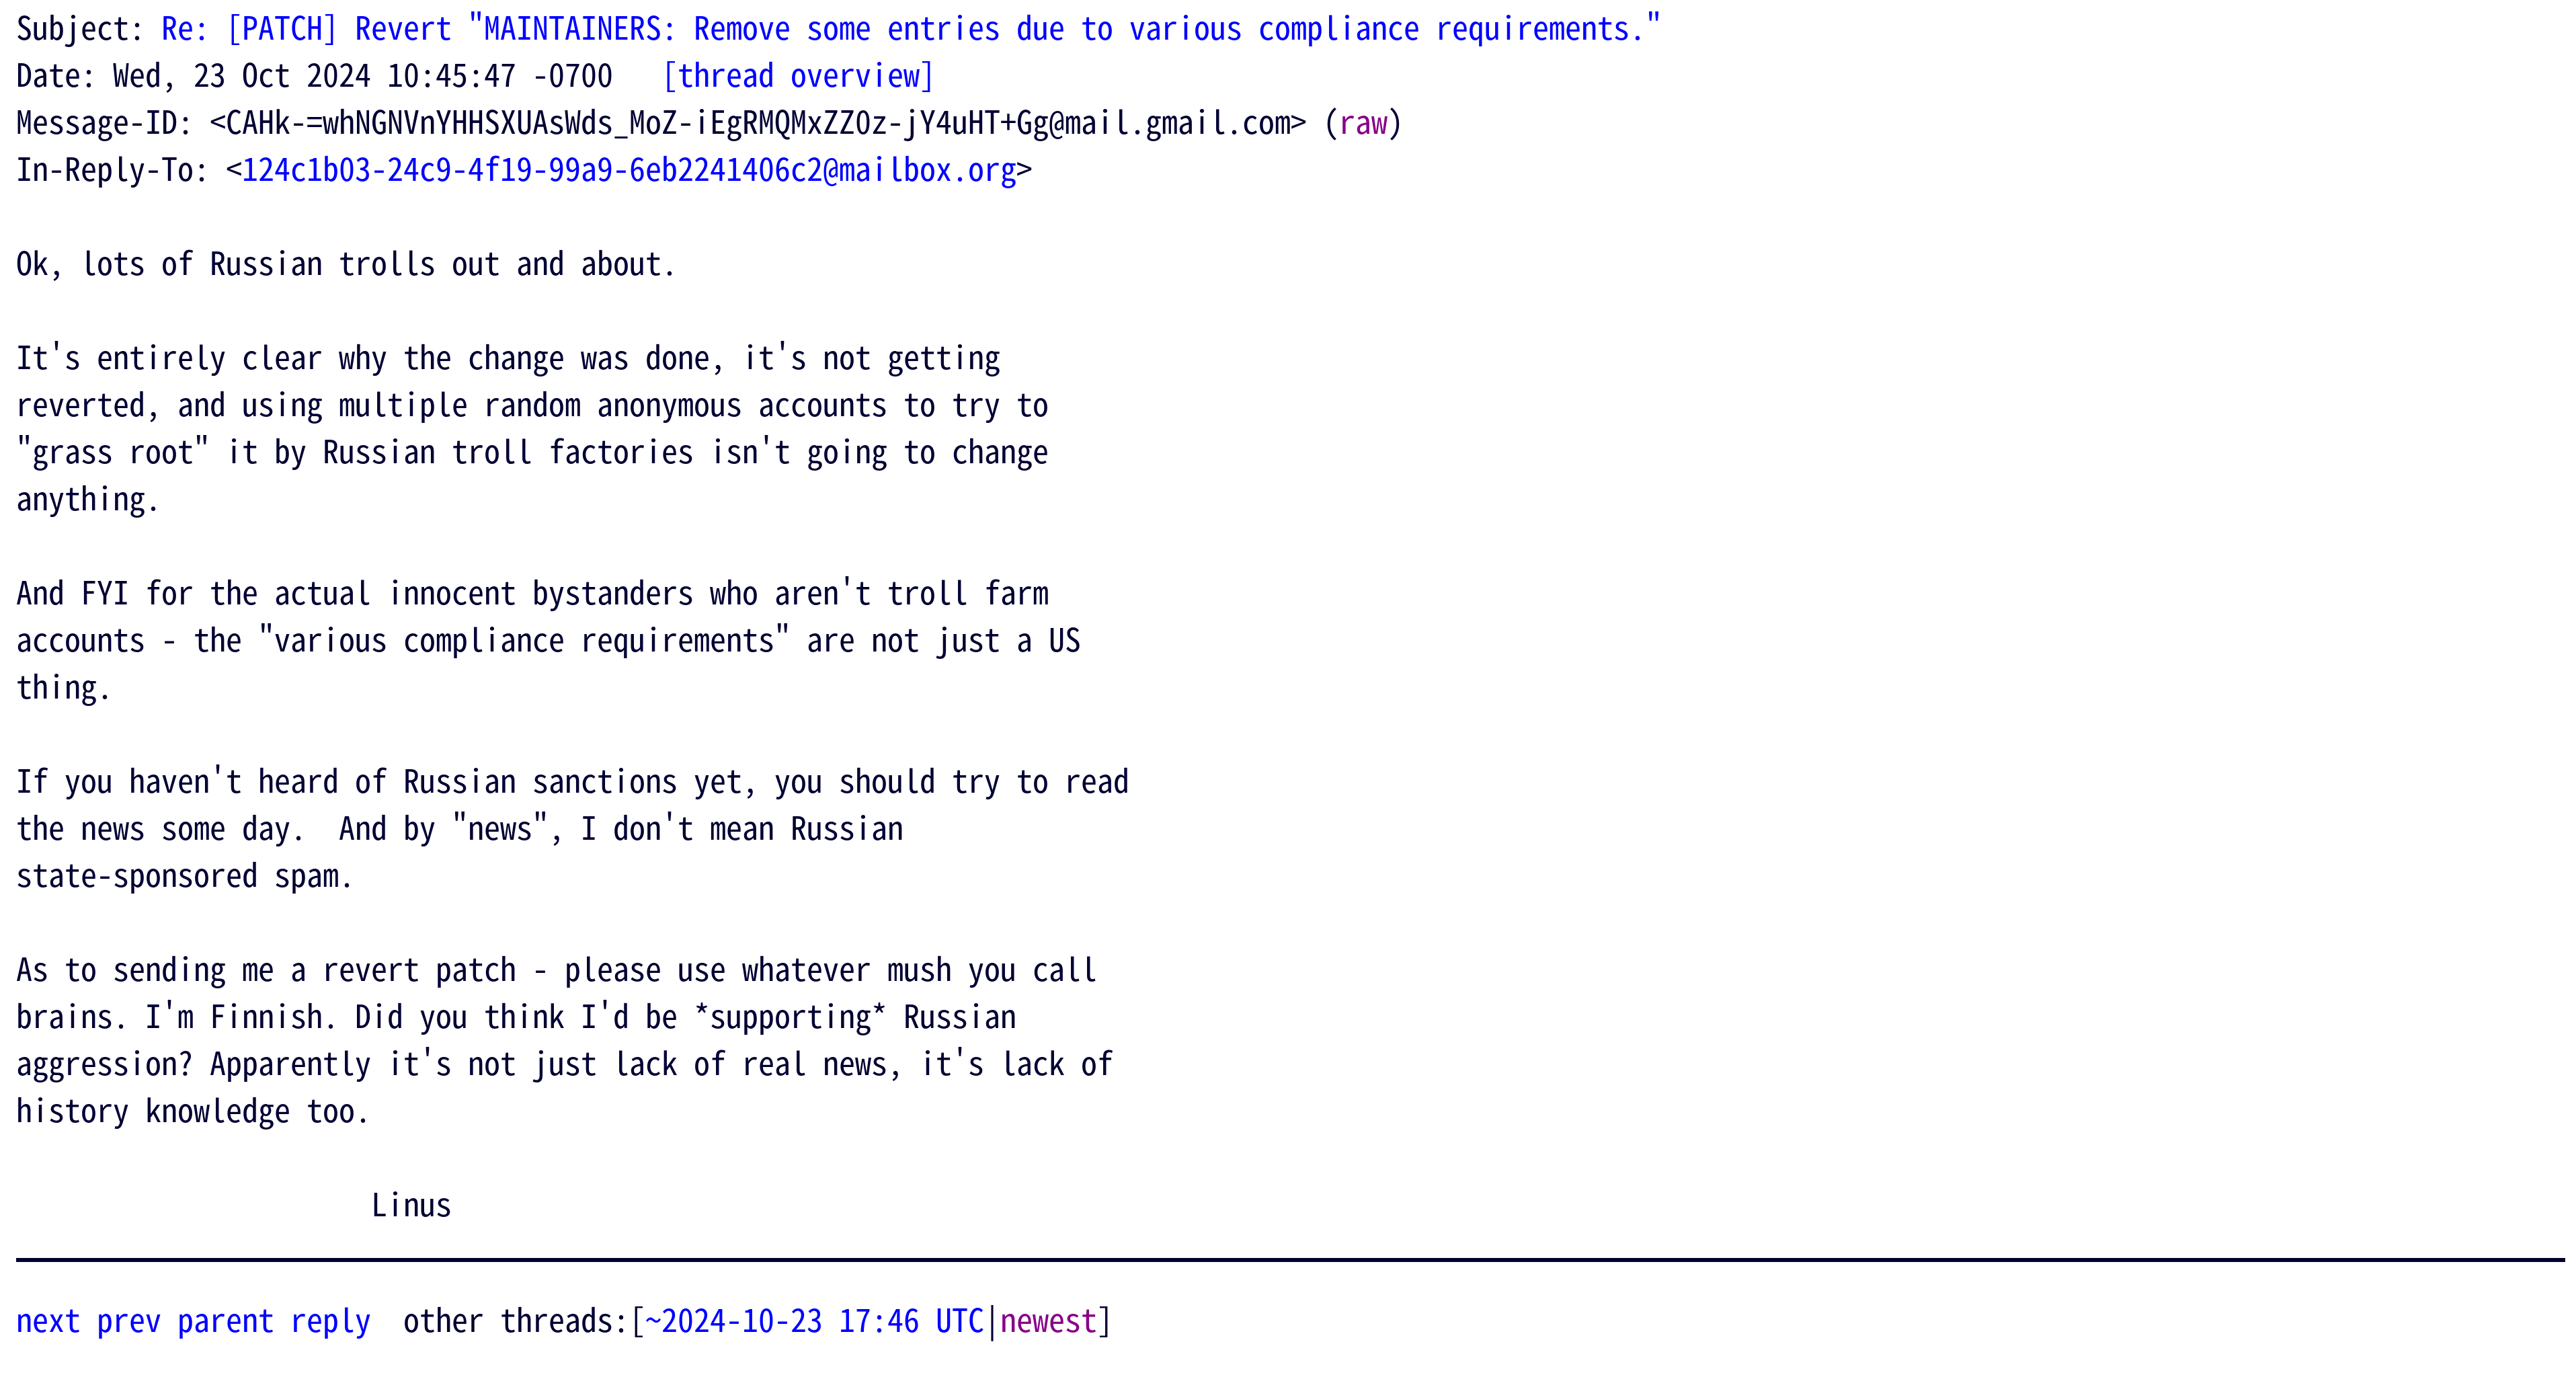 Subject: Re: [PATCH] Revert "MAINTAINERS: Remove some entries due to various compliance requirements."
Date: Wed, 23 Oct 2024 10:45:47 -0700   [thread overview]
Message-ID: <CAHk-=whNGNVnYHHSXUAsWds_MoZ-iEgRMQMxZZ0z-jY4uHT+Gg@mail.gmail.com> (raw)
In-Reply-To: <124c1b03-24c9-4f19-99a9-6eb2241406c2@mailbox.org>

Ok, lots of Russian trolls out and about.

It's entirely clear why the change was done, it's not getting
reverted, and using multiple random anonymous accounts to try to
"grass root" it by Russian troll factories isn't going to change
anything.

And FYI for the actual innocent bystanders who aren't troll farm
accounts - the "various compliance requirements" are not just a US
thing.

If you haven't heard of Russian sanctions yet, you should try to read
the news some day.  And by "news", I don't mean Russian
state-sponsored spam.

As to sending me a revert patch - please use whatever mush you call
brains. I'm Finnish. Did you think I'd be *supporting* Russian
aggression? Apparently it's not just lack of real news, it's lack of
history knowledge too.

                      Linus

next prev parent reply  other threads:[~2024-10-23 17:46 UTC|newest]